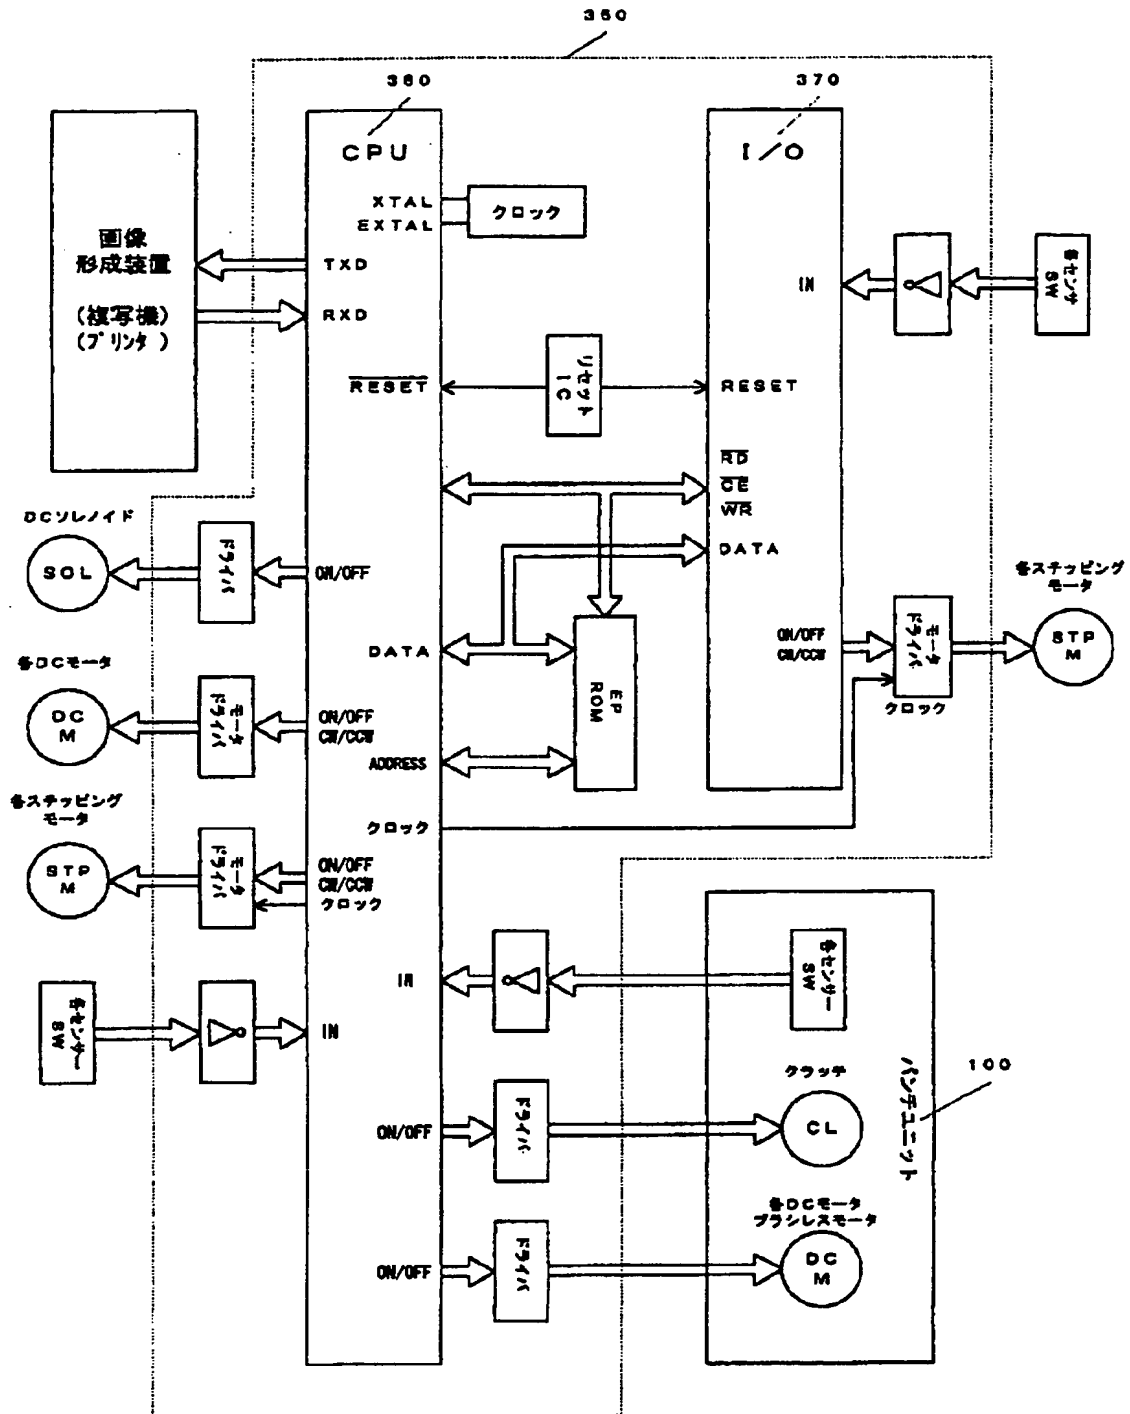 350
360
370
CPU
I/O
XTAL
EXTAL
クロック
画像
形成装置
(複写機)
(プリンタ)
TXD
RXD
IN
各センサ
SW
RESET
リセット
IC
RESET
RD
CE
WR
DATA
DCソレノイド
SOL
ドライバ
ON/OFF
各ステッピング
モータ
STP
M
モータ
ドライバ
ON/OFF
CW/CCW
クロック
DATA
EP
ROM
各DCモータ
DC
M
モータ
ドライバ
ON/OFF
CW/CCW
ADDRESS
クロック
各ステッピング
モータ
STP
M
モータ
ドライバ
ON/OFF
CW/CCW
クロック
IN
各センサー
SW
各センサー
SW
IN
パンチユニット
100
クラッチ
CL
ドライバ
ON/OFF
各DCモータ
ブラシレスモータ
DC
M
ドライバ
ON/OFF